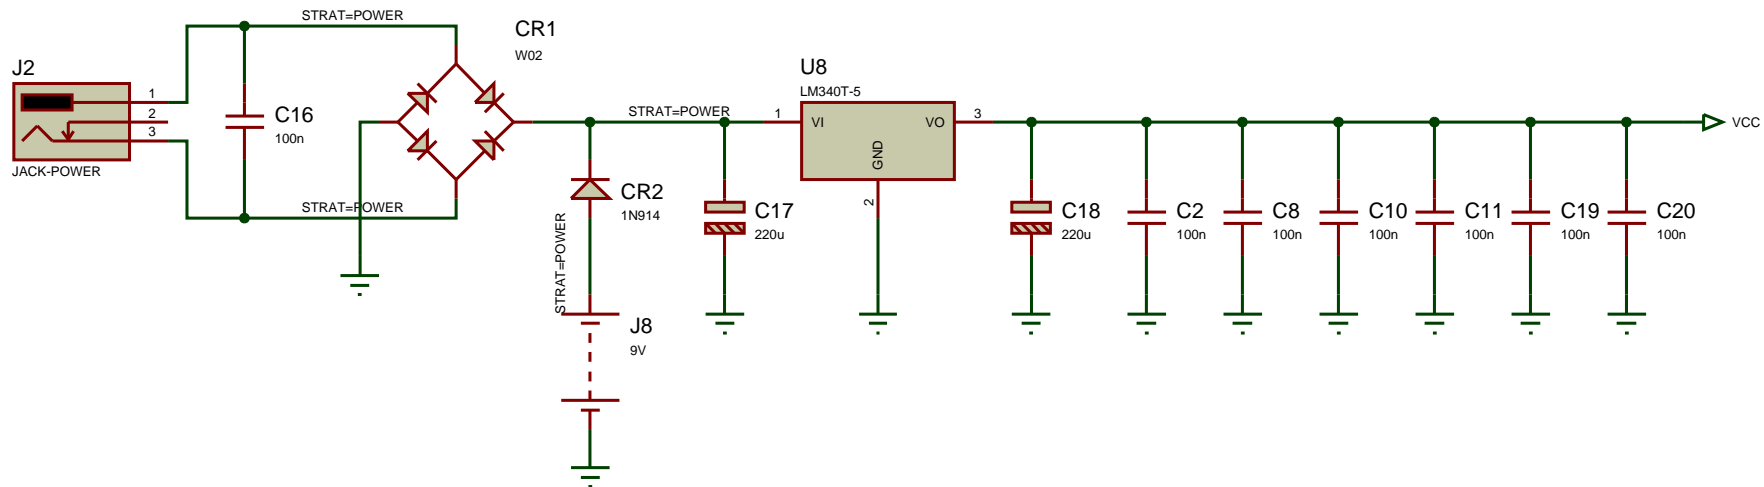 STRAT=POWER
CR1
W02
J2
1
2
3
JACK-POWER
C16
100n
STRAT=POWER
STRAT=POWER
CR2
1N914
STRAT=POWER
J8
9V
C17
220u
U8
LM340T-5
1
VI
VO
3
GND
2
C18
220u
C2
100n
C8
100n
C10
100n
C11
100n
C19
100n
C20
100n
VCC